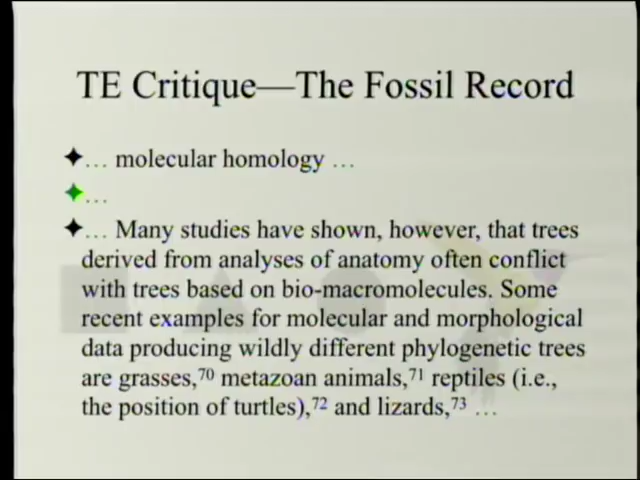 TE Critique—The Fossil Record
… molecular homology …
…
… Many studies have shown, however, that trees
derived from analyses of anatomy often conflict
with trees based on bio-macromolecules. Some
recent examples for molecular and morphological
data producing wildly different phylogenetic trees
are grasses,70 metazoan animals,71 reptiles (i.e.,
the position of turtles),72 and lizards,73 …